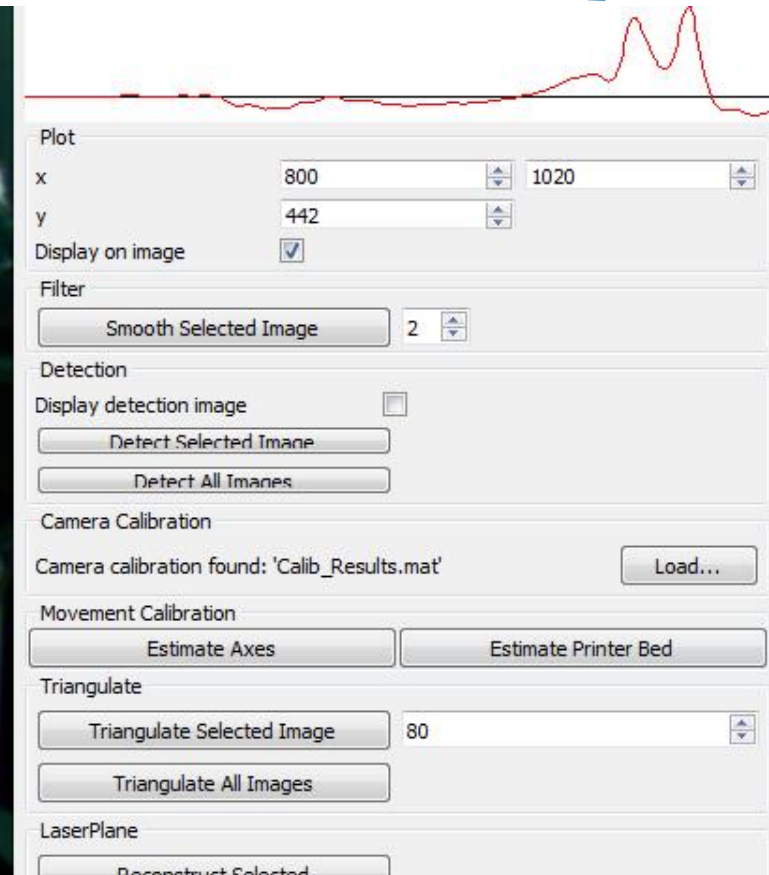 Plot
x 800 1020
y 442
Display on image
Filter
Smooth Selected Image 2
Detection
Display detection image
Detect Selected Image
Detect All Images
Camera Calibration
Camera calibration found: 'Calib_Results.mat' Load...
Movement Calibration
Estimate Axes Estimate Printer Bed
Triangulate
Triangulate Selected Image 80
Triangulate All Images
LaserPlane
Reconstruct Selected